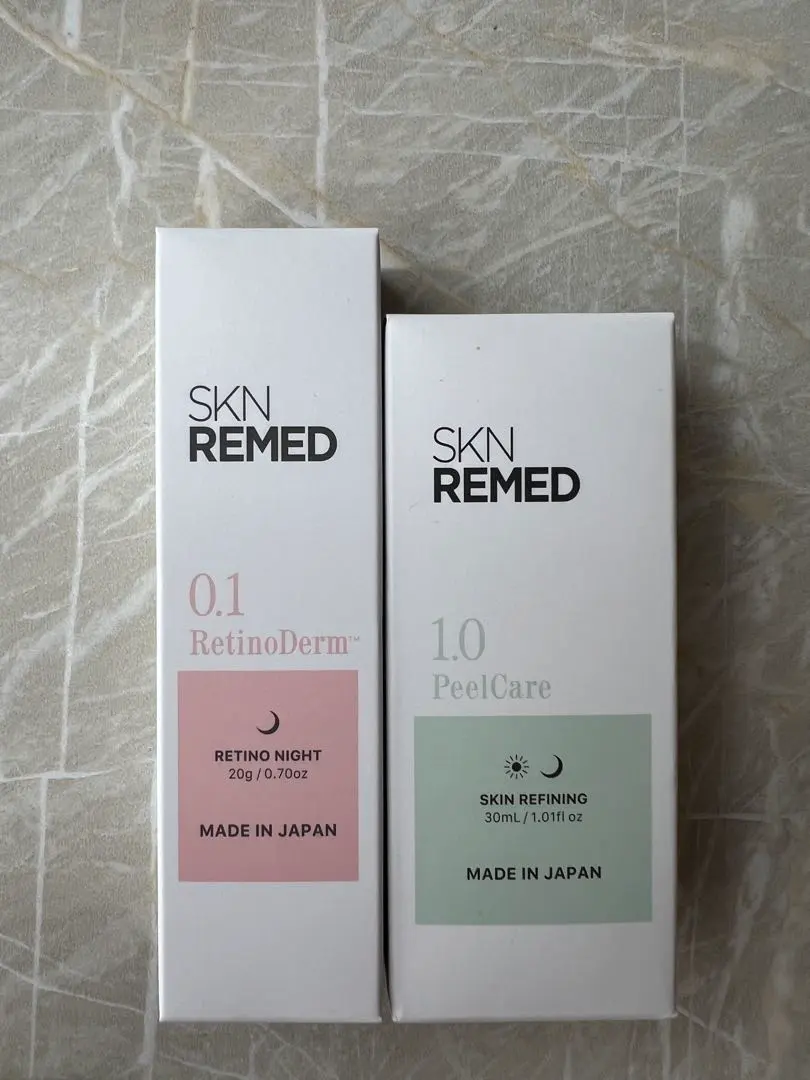 SKN
REMED
0.1
RetinoDerm™
RETINO NIGHT
20g / 0.70oz
MADE IN JAPAN
SKN
REMED
1.0
PeelCare
SKIN REFINING
30mL / 1.01fl oz
MADE IN JAPAN